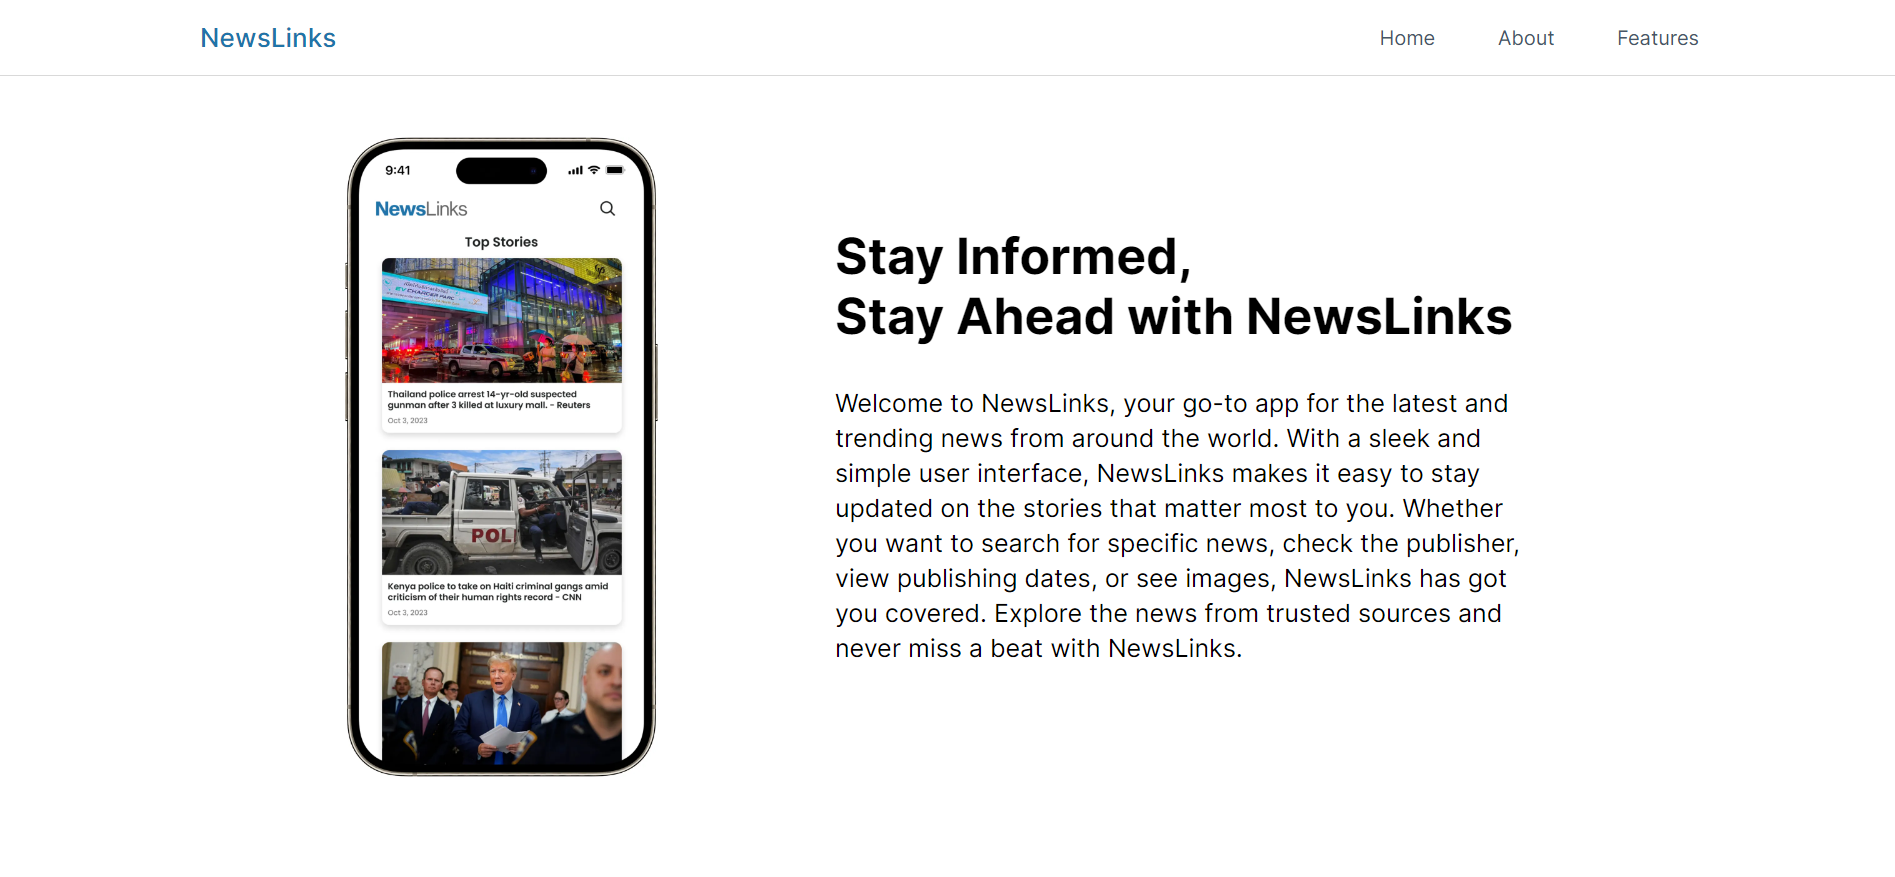 NewsLinks
Home
About
Features
9:41
NewsLinks
Top Stories
EV CHARGER PARC
Thailand police arrest 14-yr-old suspected
gunman after 3 killed at luxury mall. - Reuters
Oct 3, 2023
POL
Kenya police to take on Haiti criminal gangs amid
criticism of their human rights record - CNN
Oct 3, 2023
Stay Informed,
Stay Ahead with NewsLinks
Welcome to NewsLinks, your go-to app for the latest and
trending news from around the world. With a sleek and
simple user interface, NewsLinks makes it easy to stay
updated on the stories that matter most to you. Whether
you want to search for specific news, check the publisher,
view publishing dates, or see images, NewsLinks has got
you covered. Explore the news from trusted sources and
never miss a beat with NewsLinks.